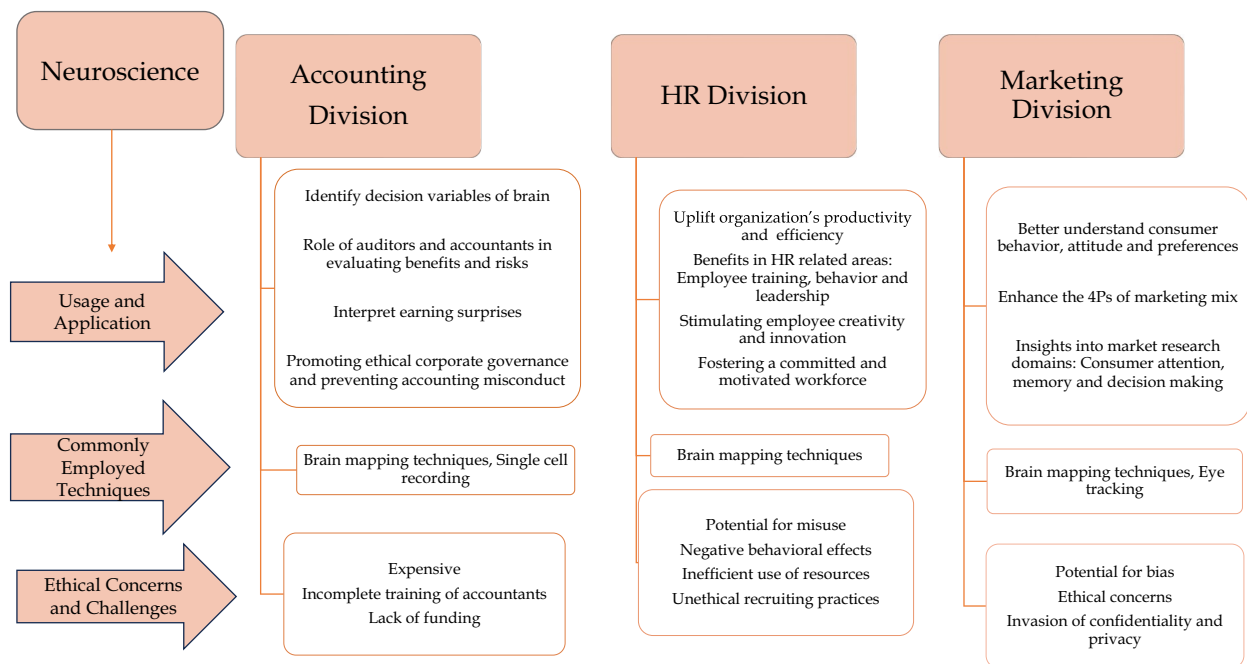 Neuroscience
Accounting
Division
HR Division
Marketing
Division
Usage and
Application
Identify decision variables of brain
Role of auditors and accountants in
evaluating benefits and risks
Interpret earning surprises
Promoting ethical corporate governance
and preventing accounting misconduct
Uplift organization's productivity
and efficiency
Benefits in HR related areas:
Employee training, behavior and
leadership
Stimulating employee creativity
and innovation
Fostering a committed and
motivated workforce
Better understand consumer
behavior, attitude and preferences
Enhance the 4Ps of marketing mix
Insights into market research
domains: Consumer attention,
memory and decision making
Commonly
Employed
Techniques
Brain mapping techniques, Single cell
recording
Brain mapping techniques
Brain mapping techniques, Eye
tracking
Ethical Concerns
and Challenges
Expensive
Incomplete training of accountants
Lack of funding
Potential for misuse
Negative behavioral effects
Inefficient use of resources
Unethical recruiting practices
Potential for bias
Ethical concerns
Invasion of confidentiality and
privacy